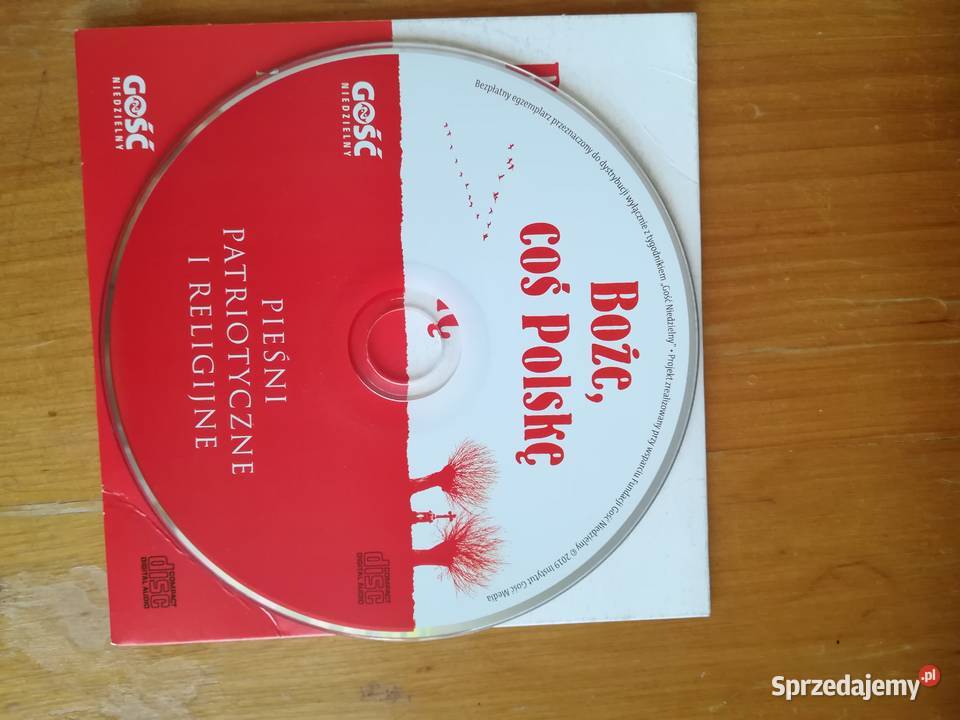 Boże,
coś Polskę
Bezpłatny egzemplarz przeznaczony do dystrybucji wyłącznie z tygodnikiem „Gość Niedzielny” • Projekt zrealizowany przy wsparciu Fundacji Gość Niedzielny © 2019 Instytut Gość Media
GOŚĆ
NIEDZIELNY
PIEŚNI
PATRIOTYCZNE
I RELIGIJNE
COMPACT
disc
DIGITAL AUDIO
GOŚĆ
NIEDZIELNY
COMPACT
disc
DIGITAL AUDIO
Sprzedajemy.pl